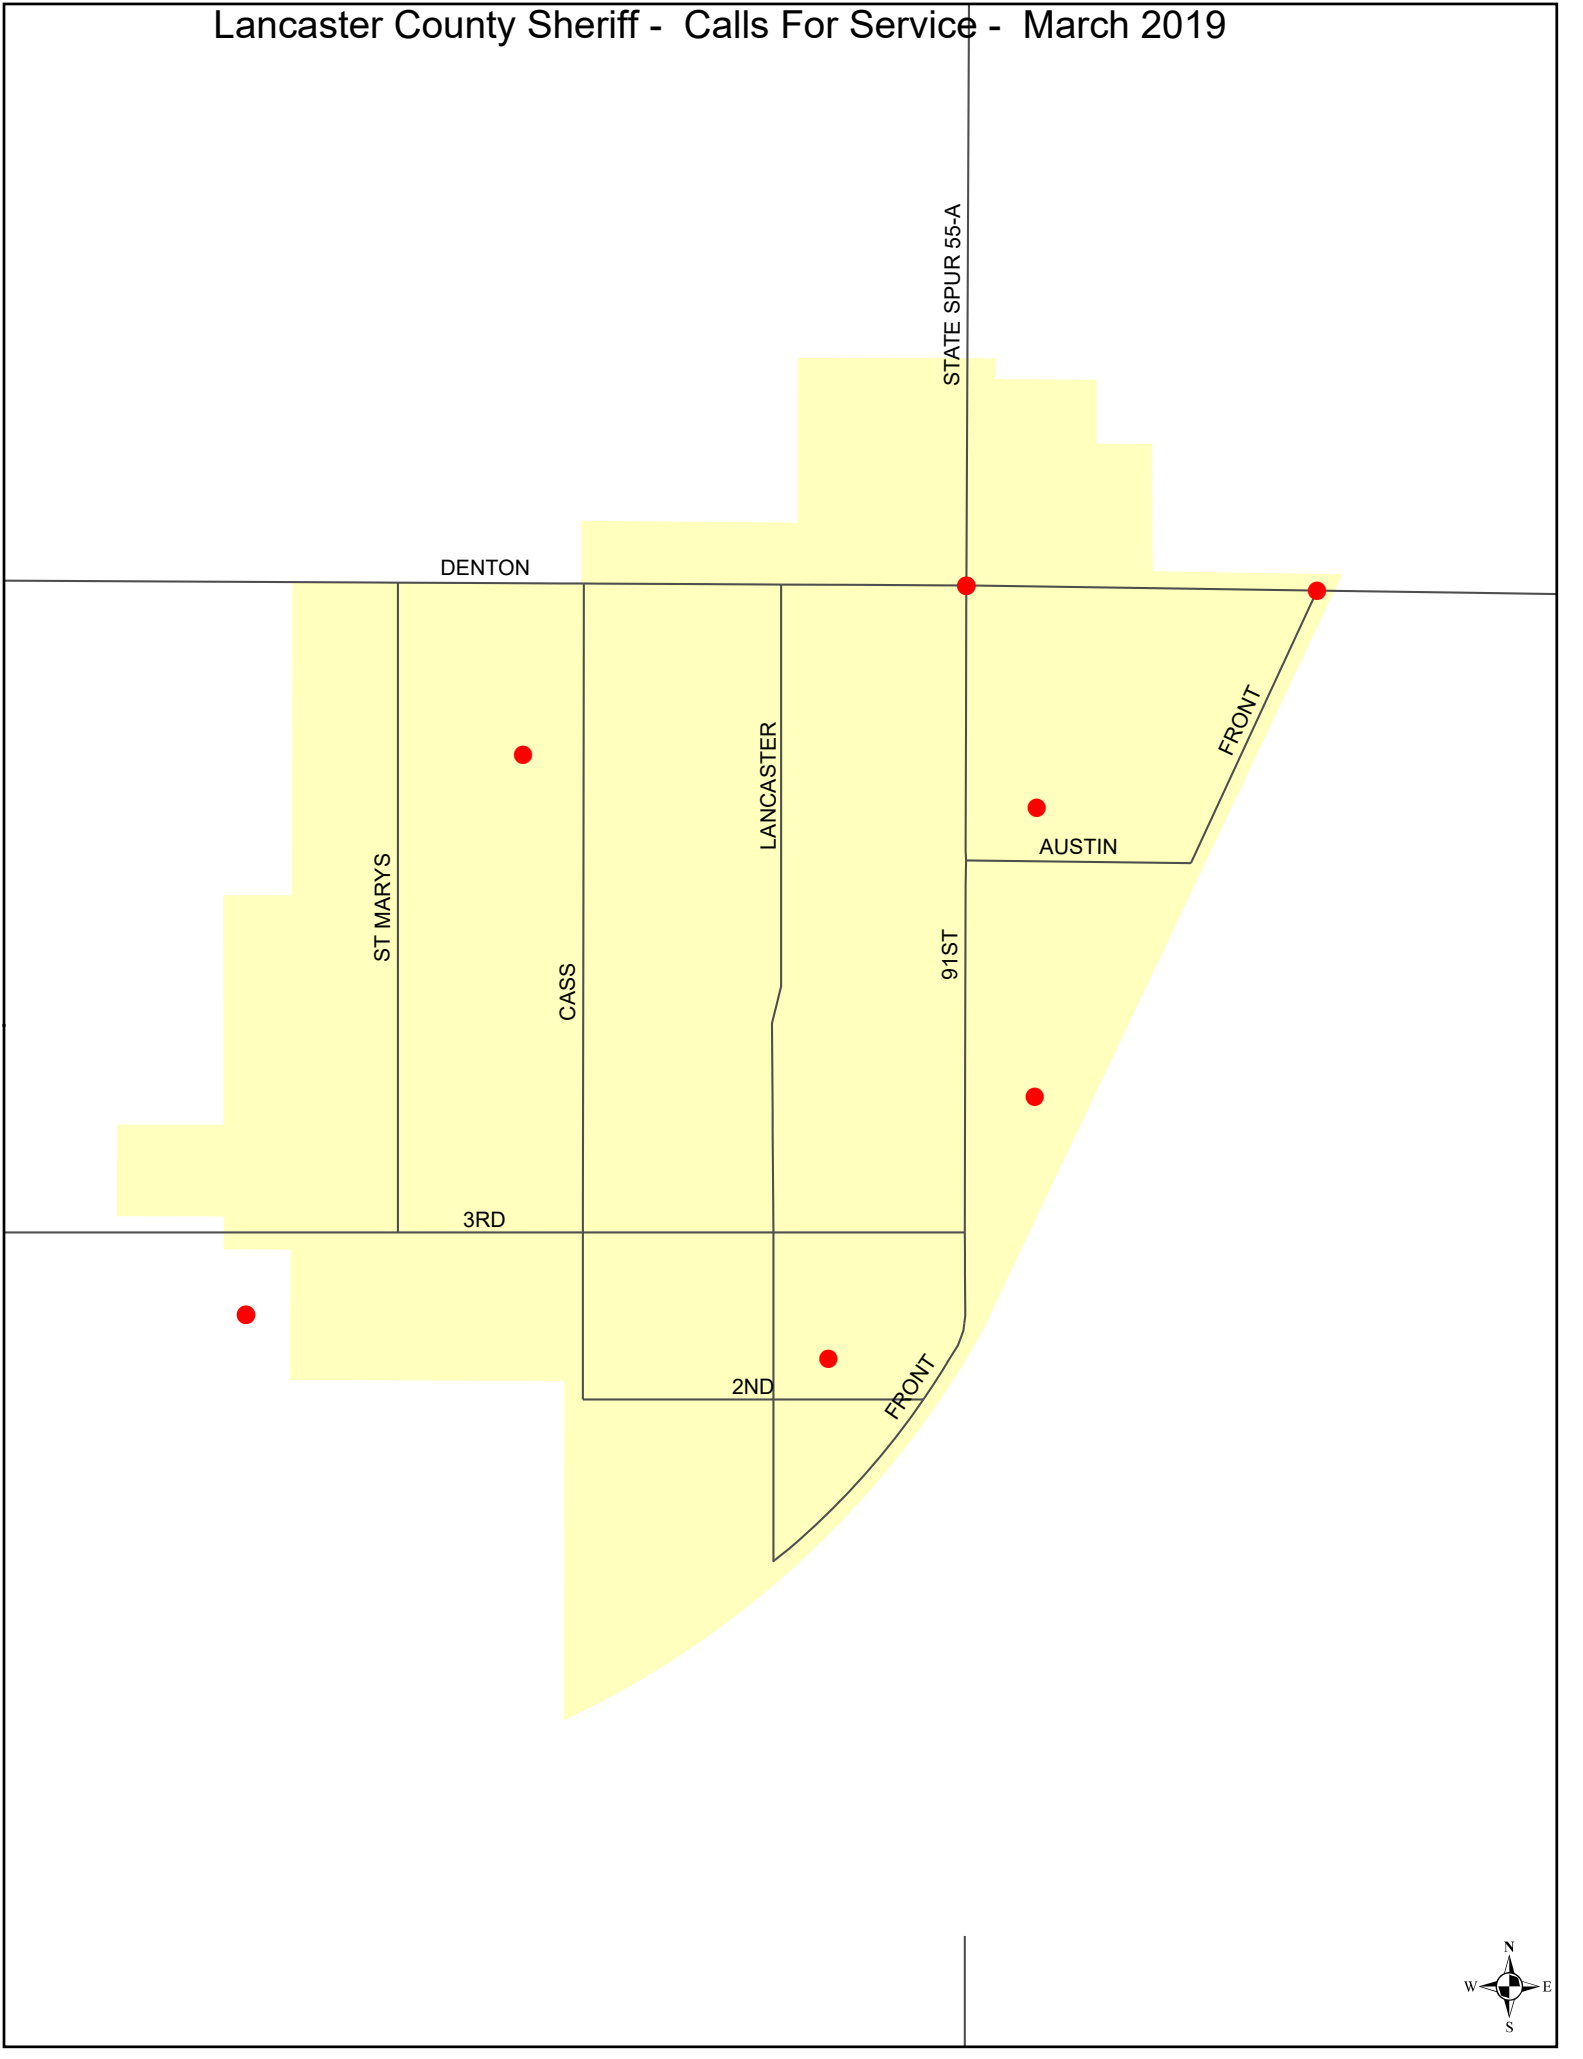 Lancaster County Sheriff -  Calls For Service -  March 2019
STATE SPUR 55-A
DENTON
FRONT
LANCASTER
AUSTIN
ST MARYS
91ST
CASS
3RD
FRONT
2ND
N
W
E
S